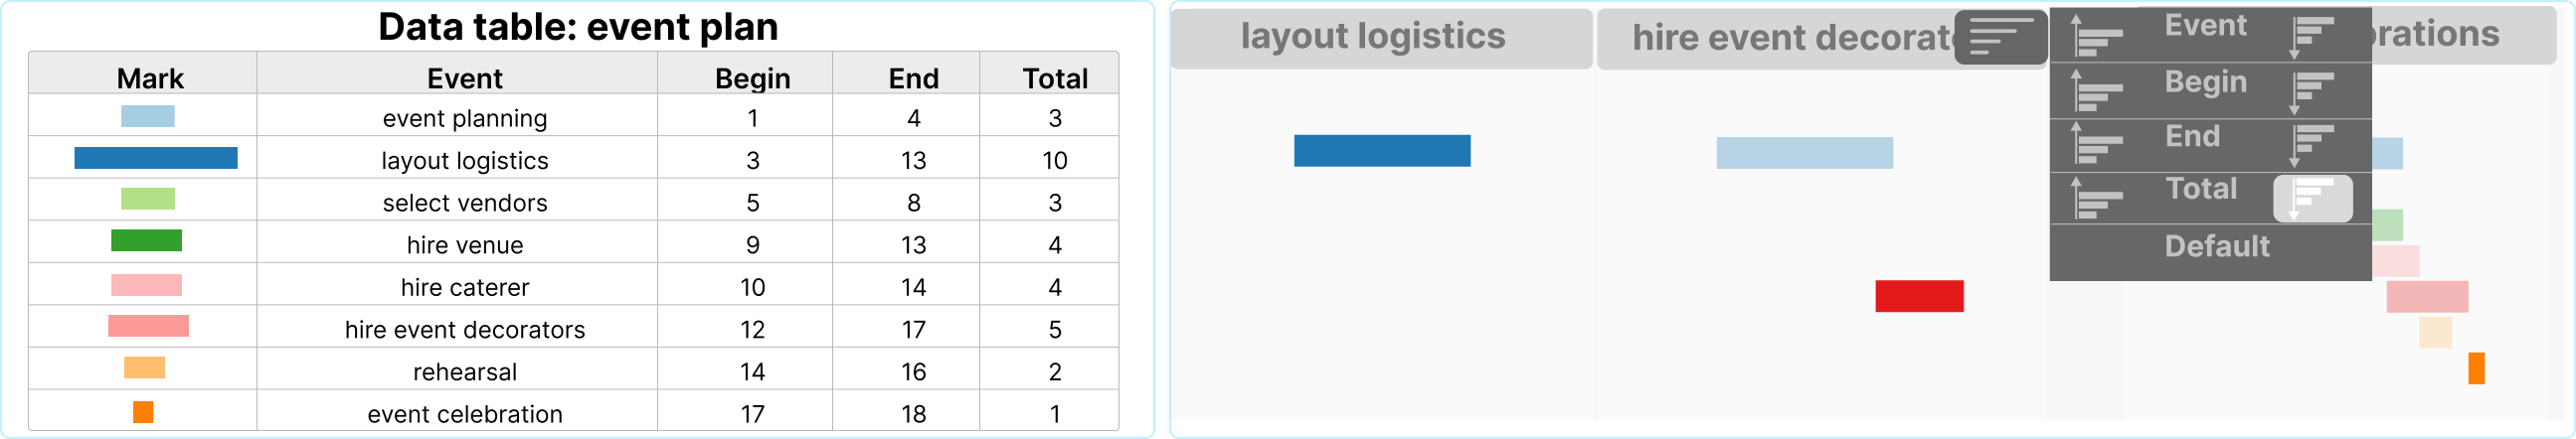 Data table: event plan
Mark Event Begin End Total
event planning 1 4 3
layout logistics 3 13 10
select vendors 5 8 3
hire venue 9 13 4
hire caterer 10 14 4
hire event decorators 12 17 5
rehearsal 14 16 2
event celebration 17 18 1
layout logistics
hire event
Event
Begin
End
Total
Default